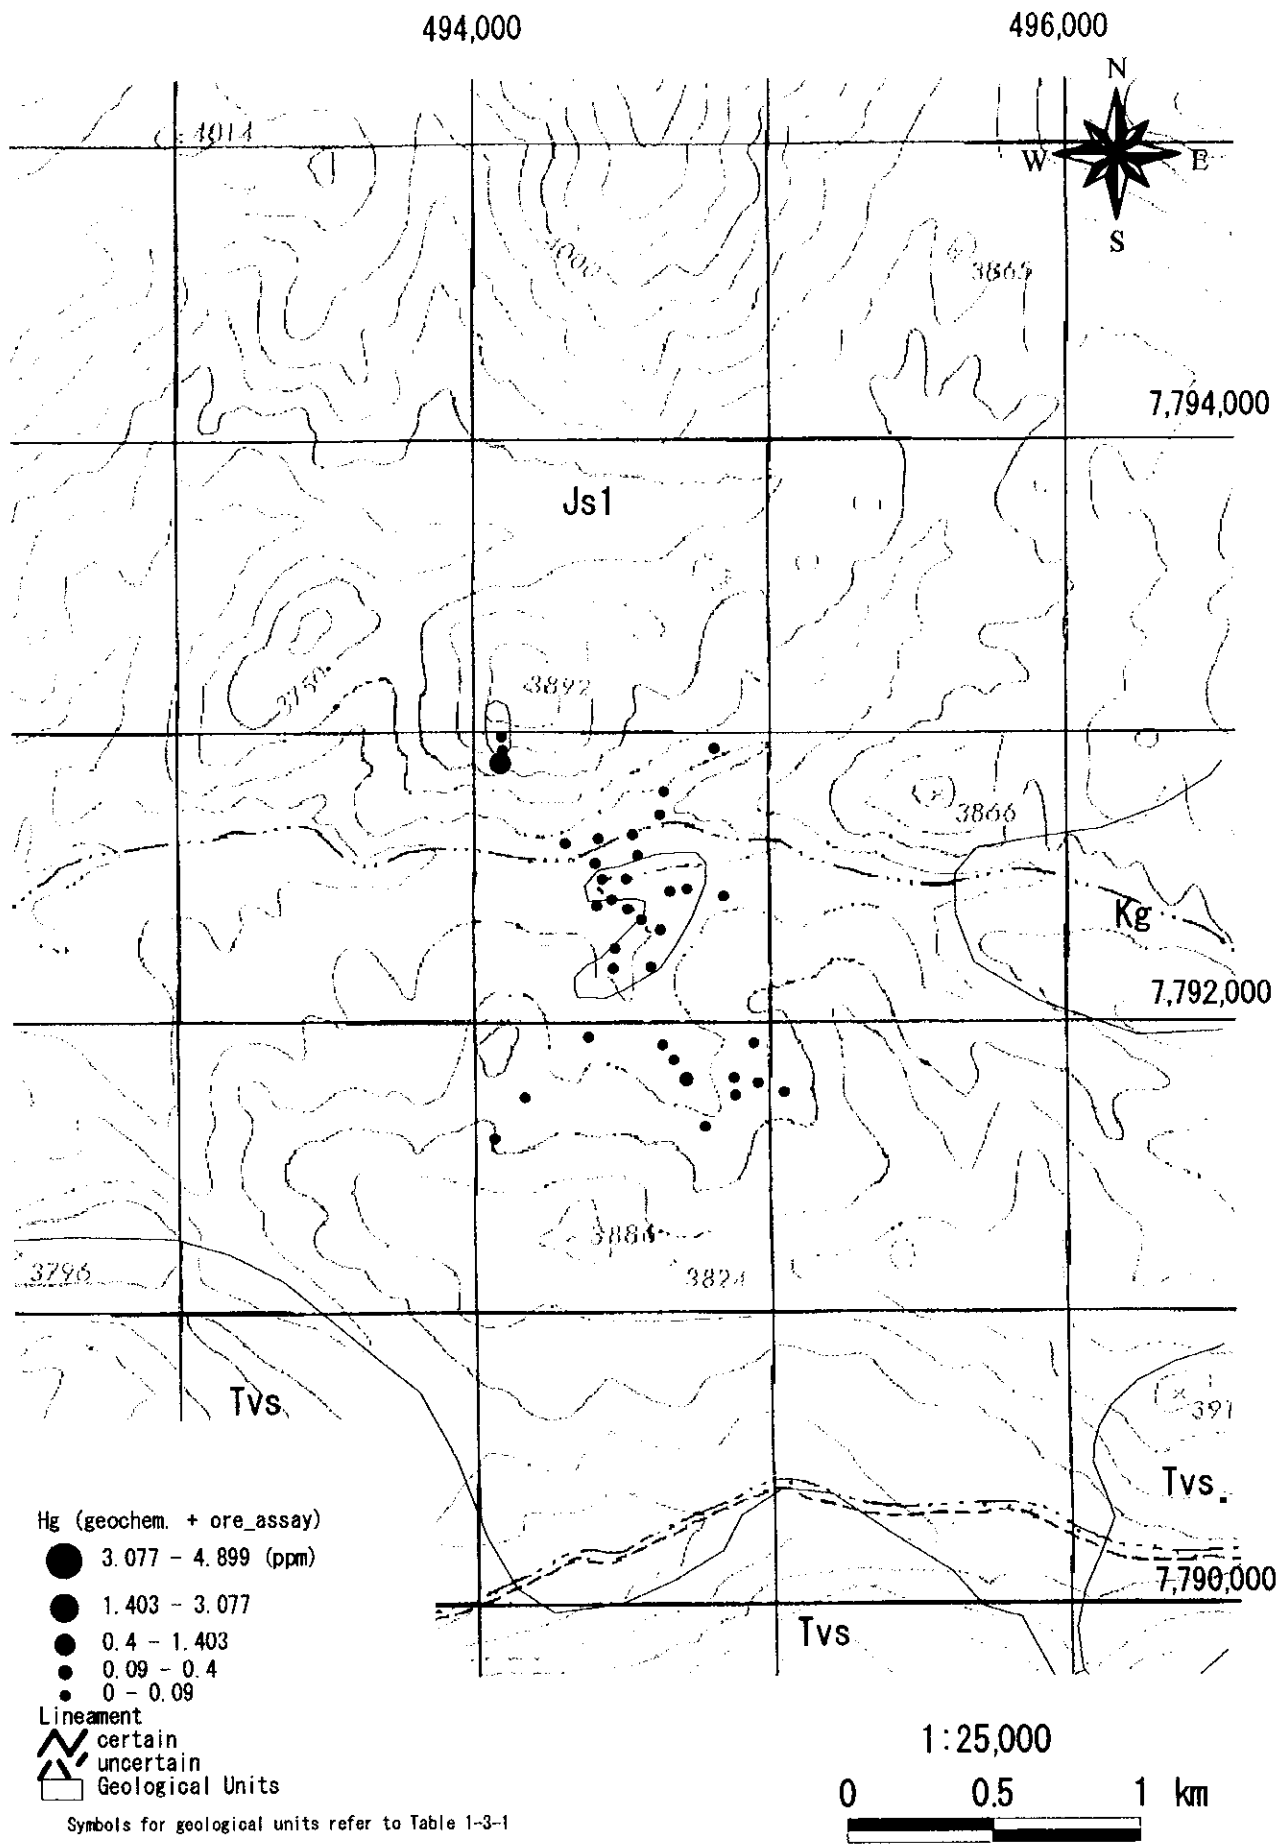 494,000
496,000
N
4014
W
E
S
4000
3865
7,794,000
Js1
3750
3892
3866
Kg
7,792,000
3886
3796
3824
Tvs
391
Tvs
Hg (geochem. + ore_assay)
3.077 - 4.899 (ppm)
7,790,000
1.403 - 3.077
Tvs
0.4 - 1.403
0.09 - 0.4
0 - 0.09
Lineament
certain
uncertain
Geological Units
1:25,000
0 0.5 1 km
Symbols for geological units refer to Table 1-3-1